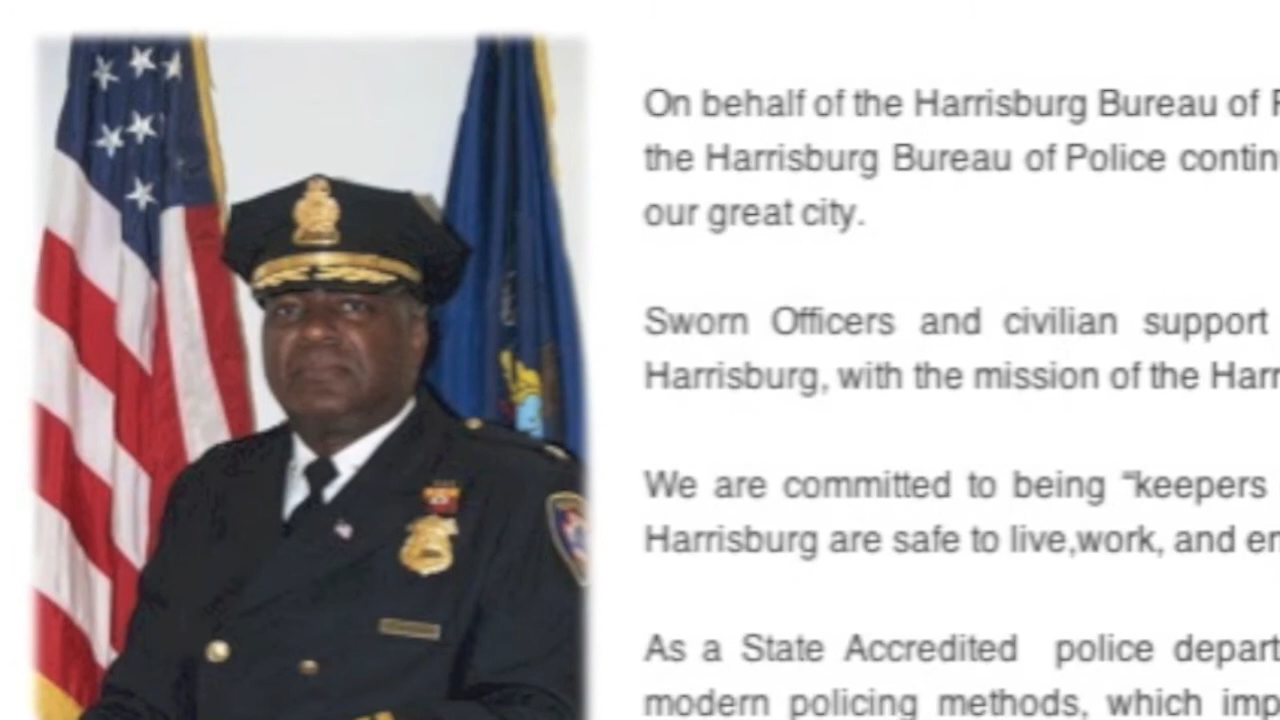 On behalf of the Harrisburg Bureau of
the Harrisburg Bureau of Police contin
our great city.
Sworn Officers and civilian support
Harrisburg, with the mission of the Harr
We are committed to being “keepers
Harrisburg are safe to live,work, and en
As a State Accredited police depart
modern policing methods, which imp